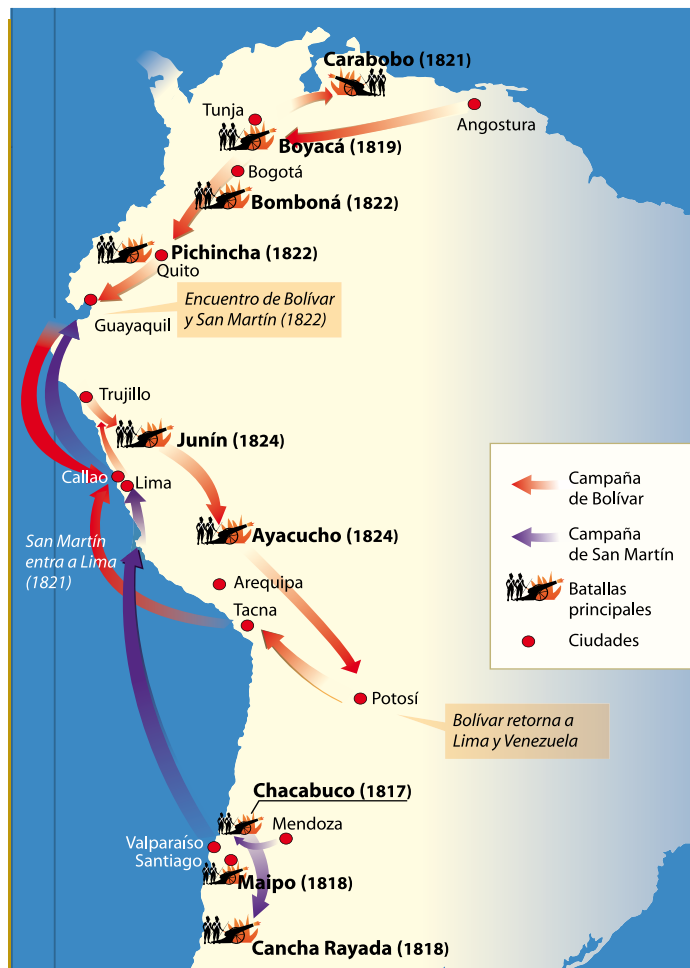 Carabobo (1821)
Tunja
Angostura
Boyacá (1819)
Bogotá
Bomboná (1822)
Pichincha (1822)
Quito
Encuentro de Bolívar
y San Martín (1822)
Guayaquil
Trujillo
Junín (1824)
Callao
Lima
Campaña
de Bolívar
Ayacucho (1824)
Campaña
de San Martín
San Martín
entra a Lima
(1821)
Arequipa
Batallas
principales
Tacna
Ciudades
Potosí
Bolívar retorna a
Lima y Venezuela
Chacabuco (1817)
Mendoza
Valparaíso
Santiago
Maipo (1818)
Cancha Rayada (1818)